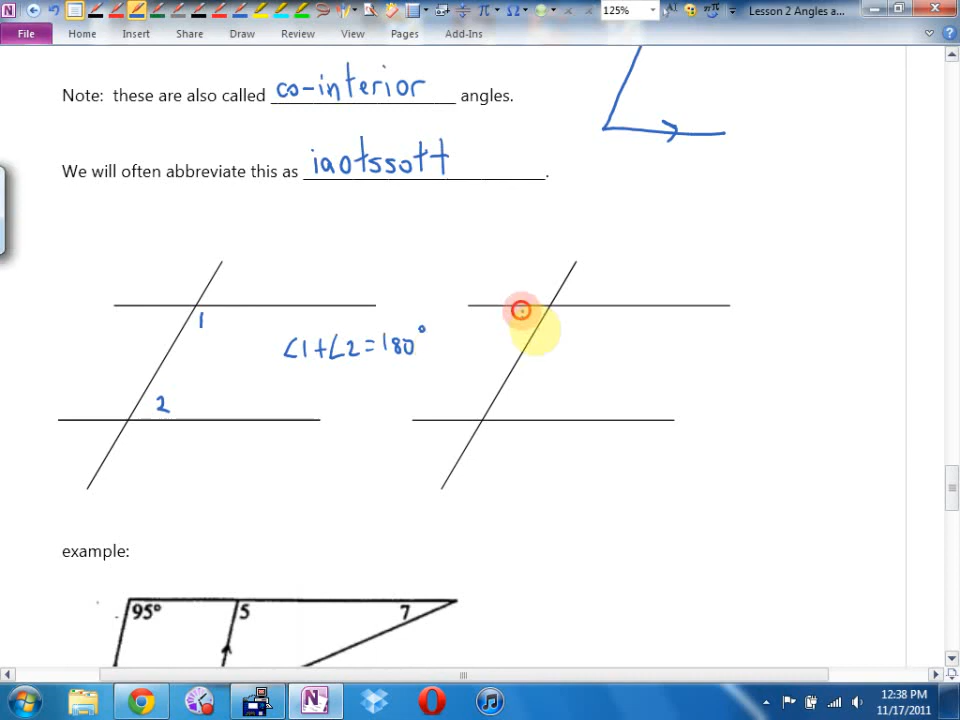 125%
Lesson 2 Angles a...
File Home Insert Share Draw Review View Pages Add-Ins
Note: these are also called co-interior angles.
We will often abbreviate this as iaotssott.
1
∠1+∠2=180°
2
example:
95° 5 7
12:38 PM
11/17/2011